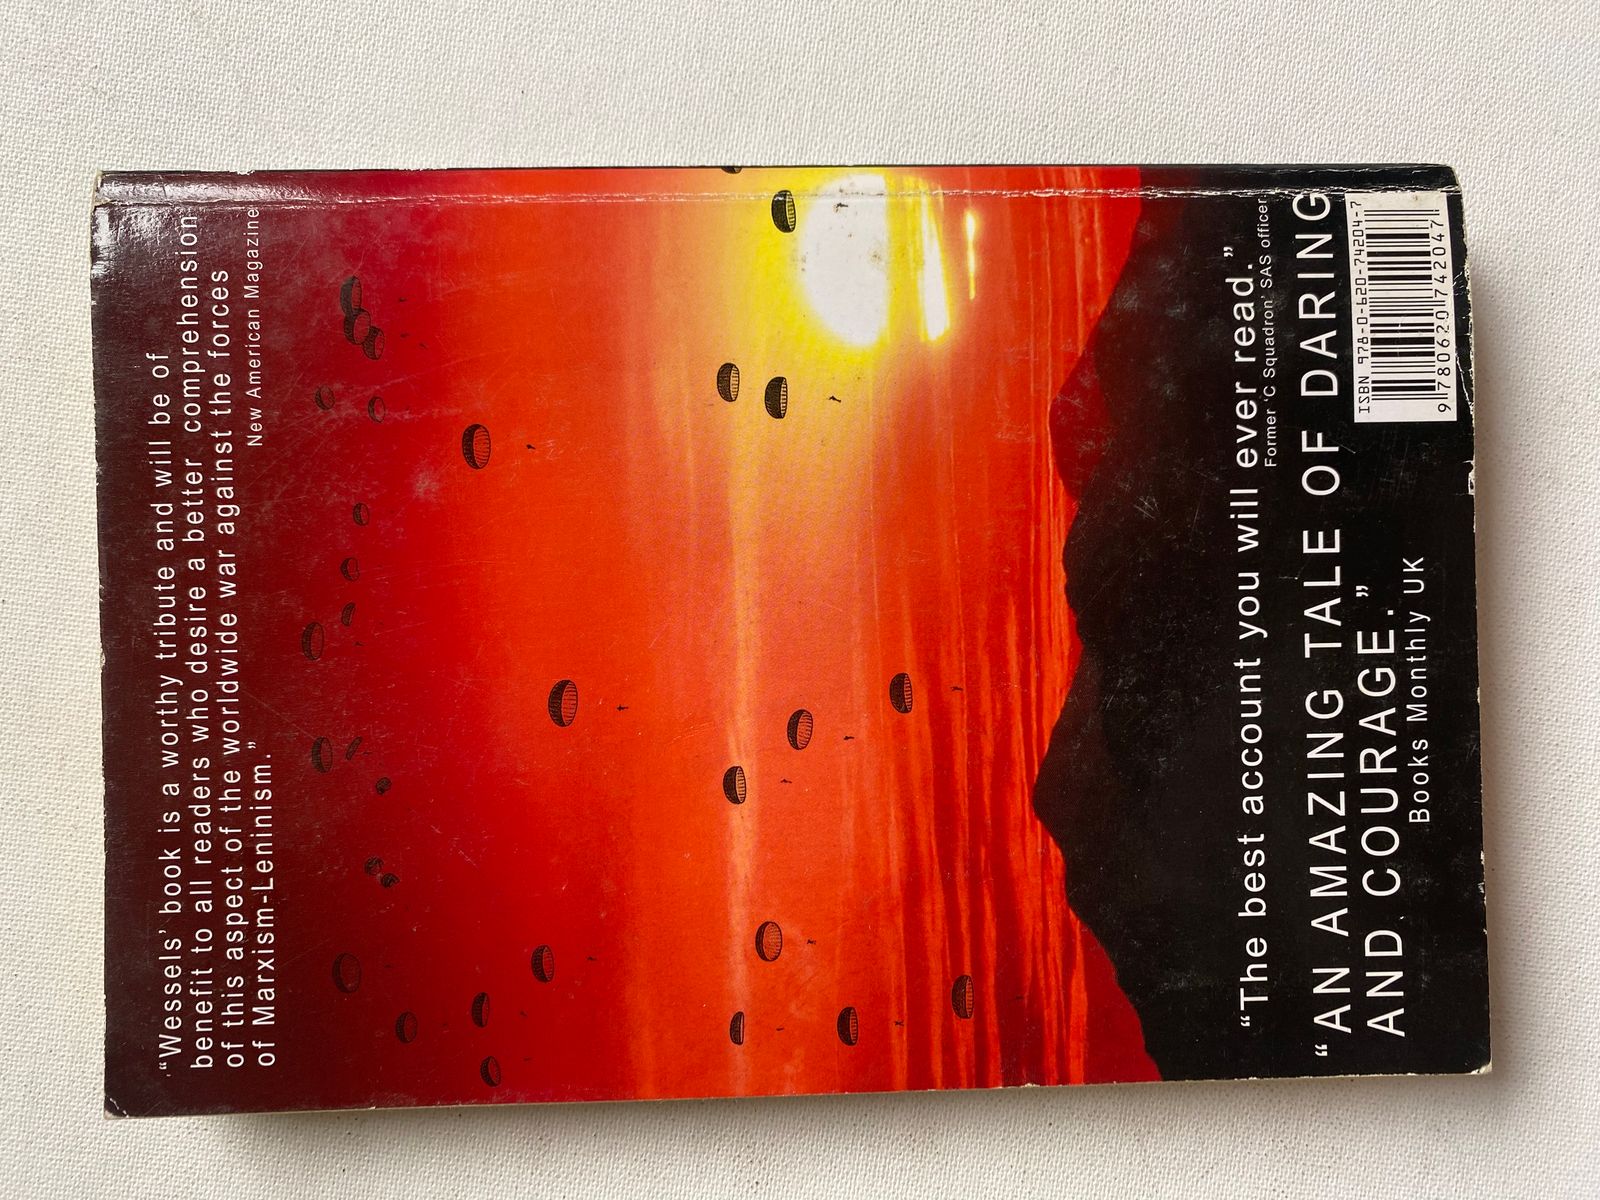 “Wessels’ book is a worthy tribute and will be of
benefit to all readers who desire a better comprehension
of this aspect of the worldwide war against the forces
of Marxism-Leninism.”
New American Magazine
“The best account you will ever read.”
Former ‘C Squadron’ SAS officer
“AN AMAZING TALE OF DARING
AND COURAGE.”
Books Monthly UK
ISBN 978-0-620-74204-7
9 780620 742047